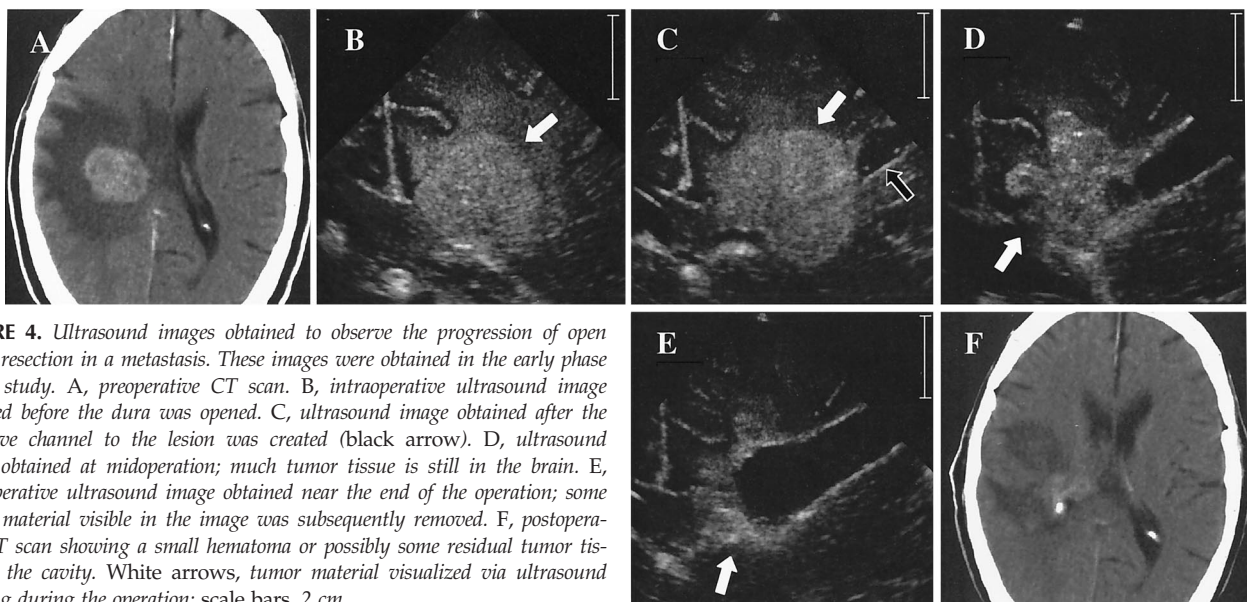 A
B
C
D
RE 4. Ultrasound images obtained to observe the progression of open
resection in a metastasis. These images were obtained in the early phase
study. A, preoperative CT scan. B, intraoperative ultrasound image
ed before the dura was opened. C, ultrasound image obtained after the
ve channel to the lesion was created (black arrow). D, ultrasound
obtained at midoperation; much tumor tissue is still in the brain. E,
perative ultrasound image obtained near the end of the operation; some
material visible in the image was subsequently removed. F, postopera-
T scan showing a small hematoma or possibly some residual tumor tis-
the cavity. White arrows, tumor material visualized via ultrasound
g during the operation; scale bars, 2 cm.
E
F